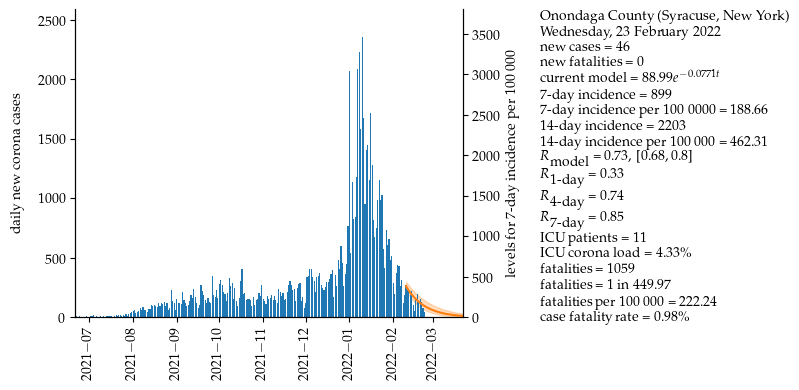 Onondaga County (Syracuse, New York)
Wednesday, 23 February 2022
new cases = 46
new fatalities = 0
current model = 88.99e^{-0.0771t}
7-day incidence = 899
7-day incidence per 100 0000 = 188.66
14-day incidence = 2203
14-day incidence per 100 000 = 462.31
R_model = 0.73, [0.68, 0.8]
R_1-day = 0.33
R_4-day = 0.74
R_7-day = 0.85
ICU patients = 11
ICU corona load = 4.33%
fatalities = 1059
fatalities = 1 in 449.97
fatalities per 100 000 = 222.24
case fatality rate = 0.98%
daily new corona cases
2500
2000
1500
1000
500
0
levels for 7-day incidence per 100 000
3500
3000
2500
2000
1500
1000
500
0
2021−07
2021−08
2021−09
2021−10
2021−11
2021−12
2022−01
2022−02
2022−03